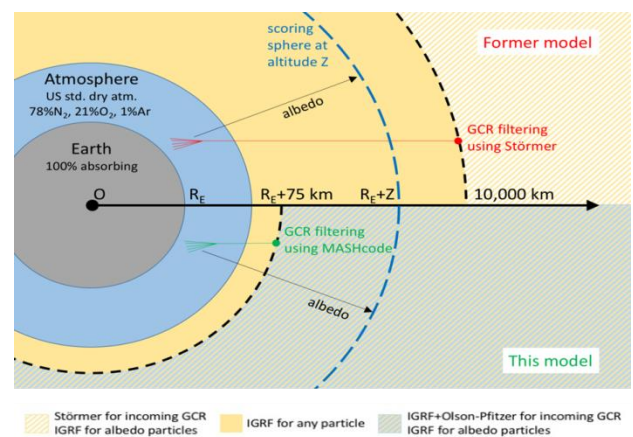 scoring
sphere at
altitude Z
Former model
Atmosphere
US std. dry atm.
78%N₂, 21%O₂, 1%Ar
albedo
GCR filtering
using Störmer
Earth
100% absorbing
O
R_E
R_E+75 km
R_E+Z
10,000 km
GCR filtering
using MASHcode
albedo
This model
Störmer for incoming GCR
IGRF for albedo particles
IGRF for any particle
IGRF+Olson-Pfitzer for incoming GCR
IGRF for albedo particles